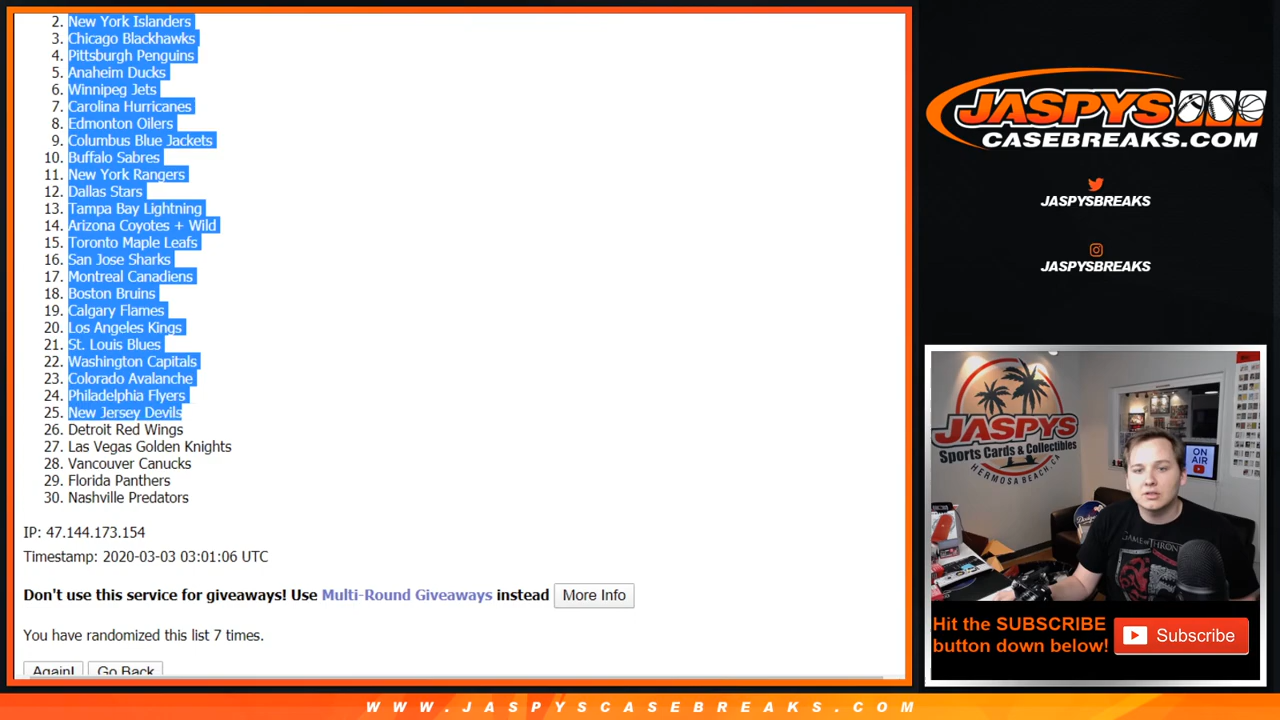 2. New York Islanders
3. Chicago Blackhawks
4. Pittsburgh Penguins
5. Anaheim Ducks
6. Winnipeg Jets
7. Carolina Hurricanes
8. Edmonton Oilers
9. Columbus Blue Jackets
10. Buffalo Sabres
11. New York Rangers
12. Dallas Stars
13. Tampa Bay Lightning
14. Arizona Coyotes + Wild
15. Toronto Maple Leafs
16. San Jose Sharks
17. Montreal Canadiens
18. Boston Bruins
19. Calgary Flames
20. Los Angeles Kings
21. St. Louis Blues
22. Washington Capitals
23. Colorado Avalanche
24. Philadelphia Flyers
25. New Jersey Devils
26. Detroit Red Wings
27. Las Vegas Golden Knights
28. Vancouver Canucks
29. Florida Panthers
30. Nashville Predators
IP: 47.144.173.154
Timestamp: 2020-03-03 03:01:06 UTC
Don't use this service for giveaways! Use Multi-Round Giveaways instead More Info
You have randomized this list 7 times.
Again! Go Back
JASPYS
CASEBREAKS.COM
JASPYSBREAKS
JASPYSBREAKS
JASPYS
Sports Cards & Collectibles
HERMOSA BEACH, CA
ON
AIR
Dodgers
GAME OF THRONES
Hit the SUBSCRIBE
button down below!
Subscribe
WWW.JASPYSCASEBREAKS.COM